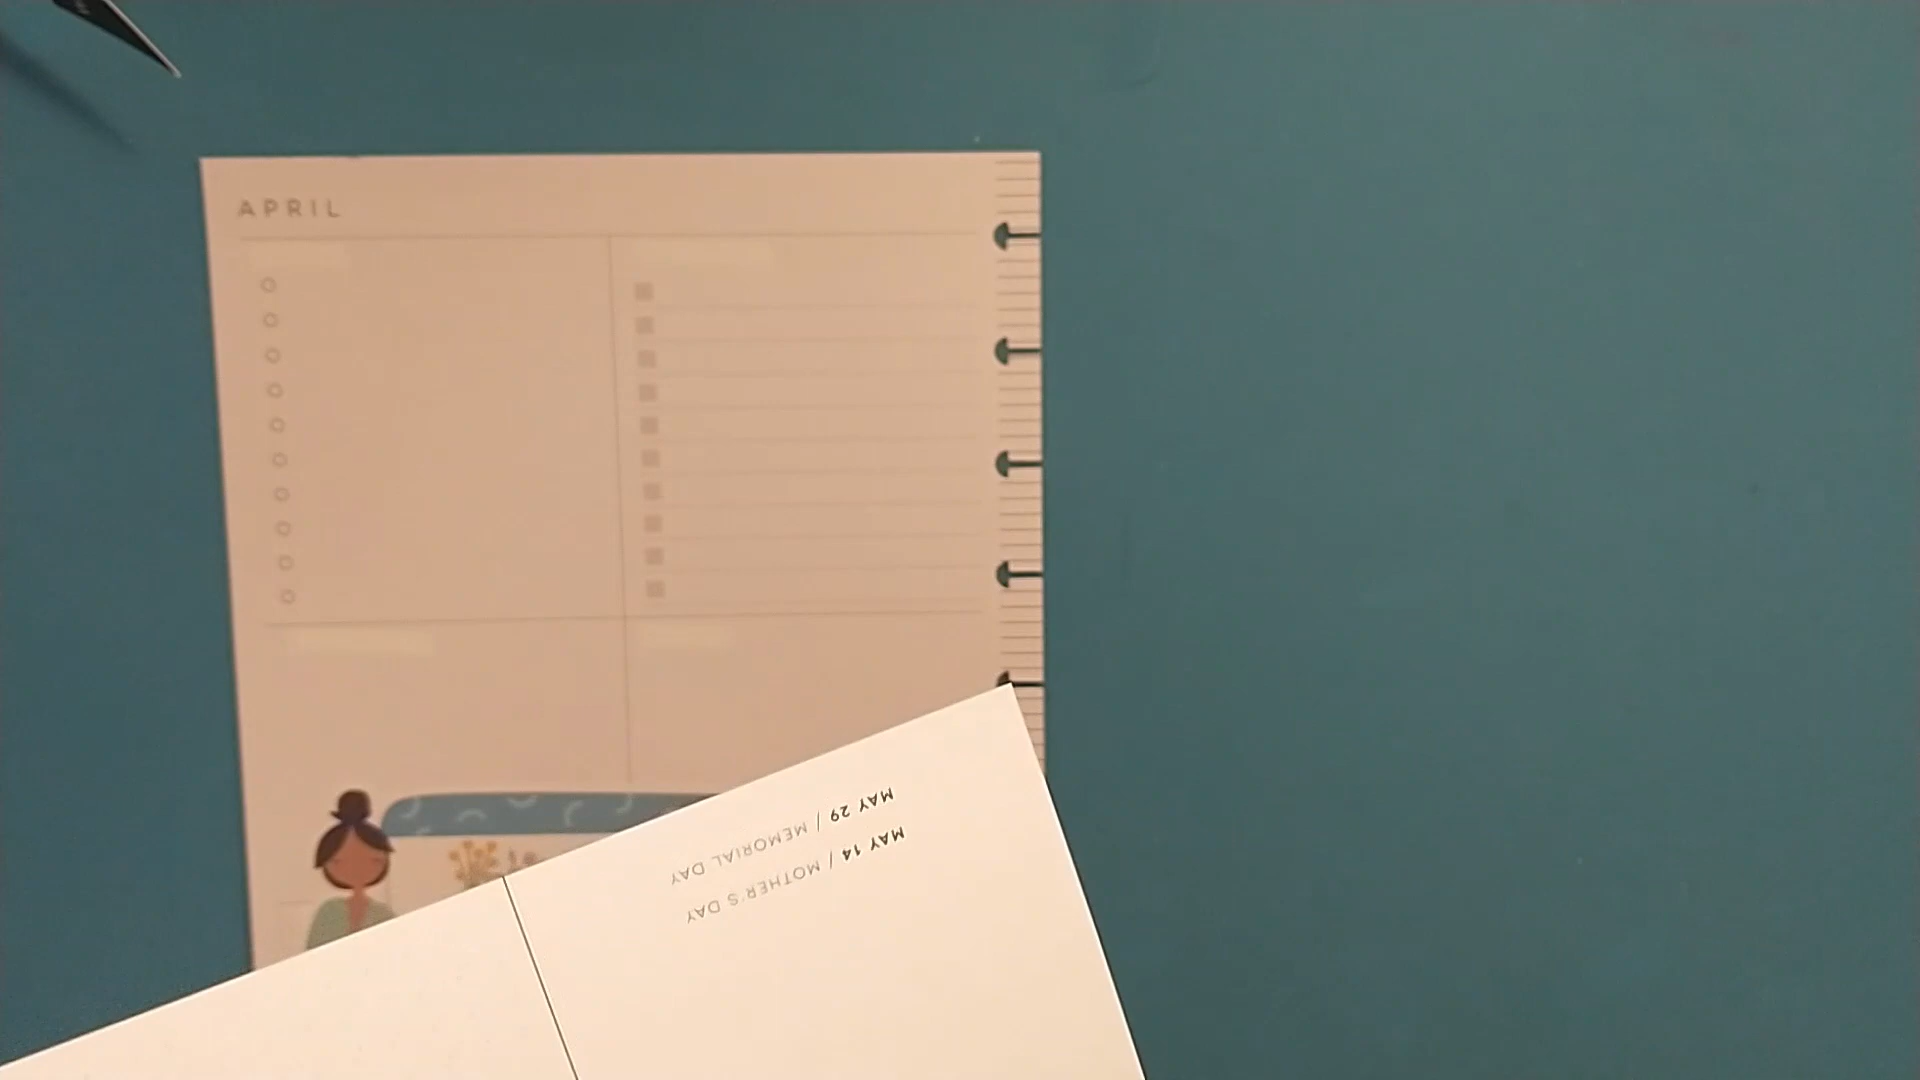 APRIL
MAY 14 / MOTHER'S DAY
MAY 29 / MEMORIAL DAY